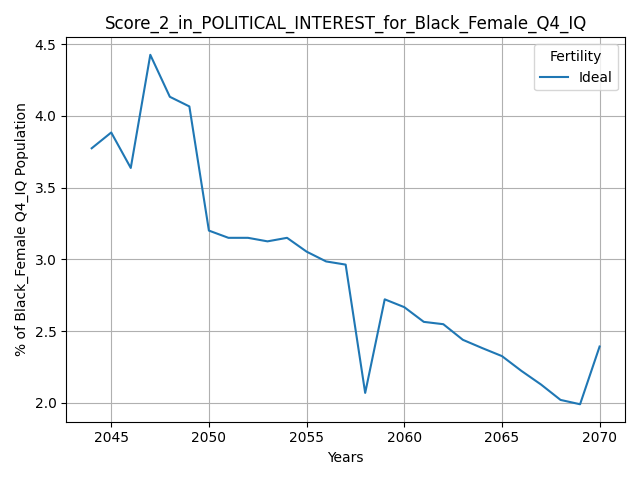 Score_2_in_POLITICAL_INTEREST_for_Black_Female_Q4_IQ
Fertility
Ideal
% of Black_Female Q4_IQ Population
4.5
4.0
3.5
3.0
2.5
2.0
2045 2050 2055 2060 2065 2070
Years